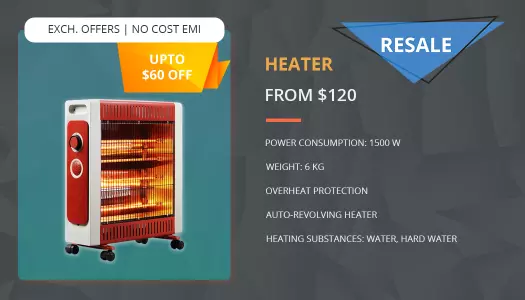 EXCH. OFFERS | NO COST EMI
UPTO
$60 OFF
RESALE
HEATER
FROM $120
POWER CONSUMPTION: 1500 W
WEIGHT: 6 KG
OVERHEAT PROTECTION
AUTO-REVOLVING HEATER
HEATING SUBSTANCES: WATER, HARD WATER